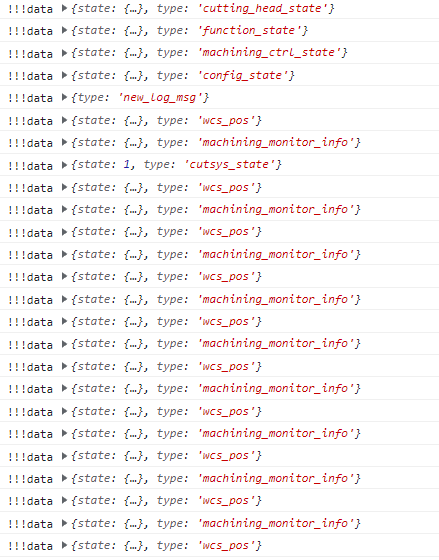 !!!data ▶{state: {…}, type: 'cutting_head_state'}
!!!data ▶{state: {…}, type: 'function_state'}
!!!data ▶{state: {…}, type: 'machining_ctrl_state'}
!!!data ▶{state: {…}, type: 'config_state'}
!!!data ▶{type: 'new_log_msg'}
!!!data ▶{state: {…}, type: 'wcs_pos'}
!!!data ▶{state: {…}, type: 'machining_monitor_info'}
!!!data ▶{state: 1, type: 'cutsys_state'}
!!!data ▶{state: {…}, type: 'wcs_pos'}
!!!data ▶{state: {…}, type: 'machining_monitor_info'}
!!!data ▶{state: {…}, type: 'wcs_pos'}
!!!data ▶{state: {…}, type: 'machining_monitor_info'}
!!!data ▶{state: {…}, type: 'wcs_pos'}
!!!data ▶{state: {…}, type: 'machining_monitor_info'}
!!!data ▶{state: {…}, type: 'wcs_pos'}
!!!data ▶{state: {…}, type: 'machining_monitor_info'}
!!!data ▶{state: {…}, type: 'wcs_pos'}
!!!data ▶{state: {…}, type: 'machining_monitor_info'}
!!!data ▶{state: {…}, type: 'wcs_pos'}
!!!data ▶{state: {…}, type: 'machining_monitor_info'}
!!!data ▶{state: {…}, type: 'wcs_pos'}
!!!data ▶{state: {…}, type: 'machining_monitor_info'}
!!!data ▶{state: {…}, type: 'wcs_pos'}
!!!data ▶{state: {…}, type: 'machining_monitor_info'}
!!!data ▶{state: {…}, type: 'wcs_pos'}